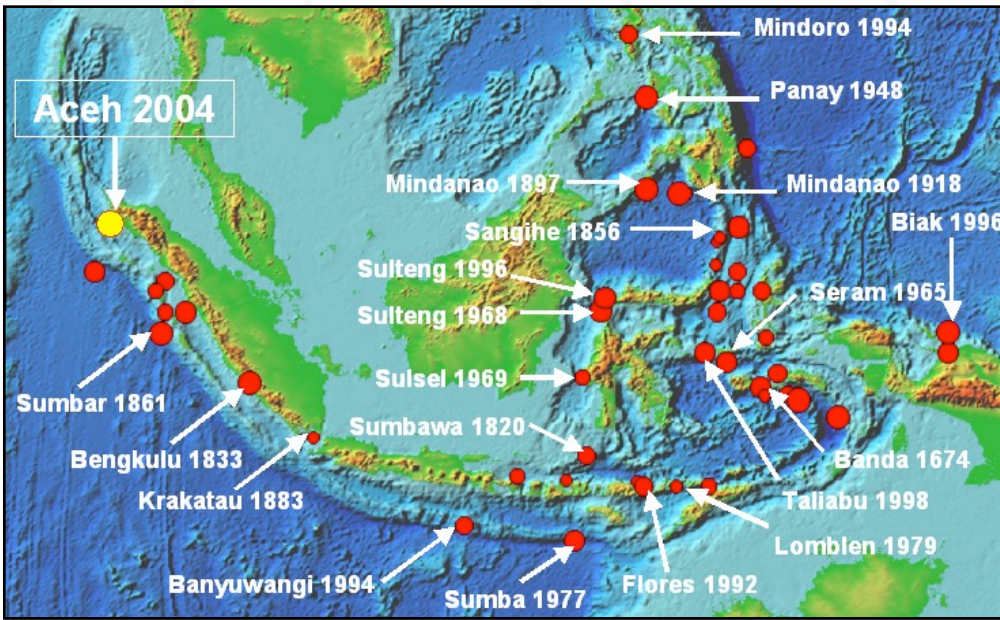 Mindoro 1994
Panay 1948
Aceh 2004
Mindanao 1897
Mindanao 1918
Biak 1996
Sangihe 1856
Sulteng 1996
Seram 1965
Sulteng 1968
Sulsel 1969
Sumbar 1861
Sumbawa 1820
Bengkulu 1833
Banda 1674
Krakatau 1883
Taliabu 1998
Lomblen 1979
Banyuwangi 1994
Flores 1992
Sumba 1977